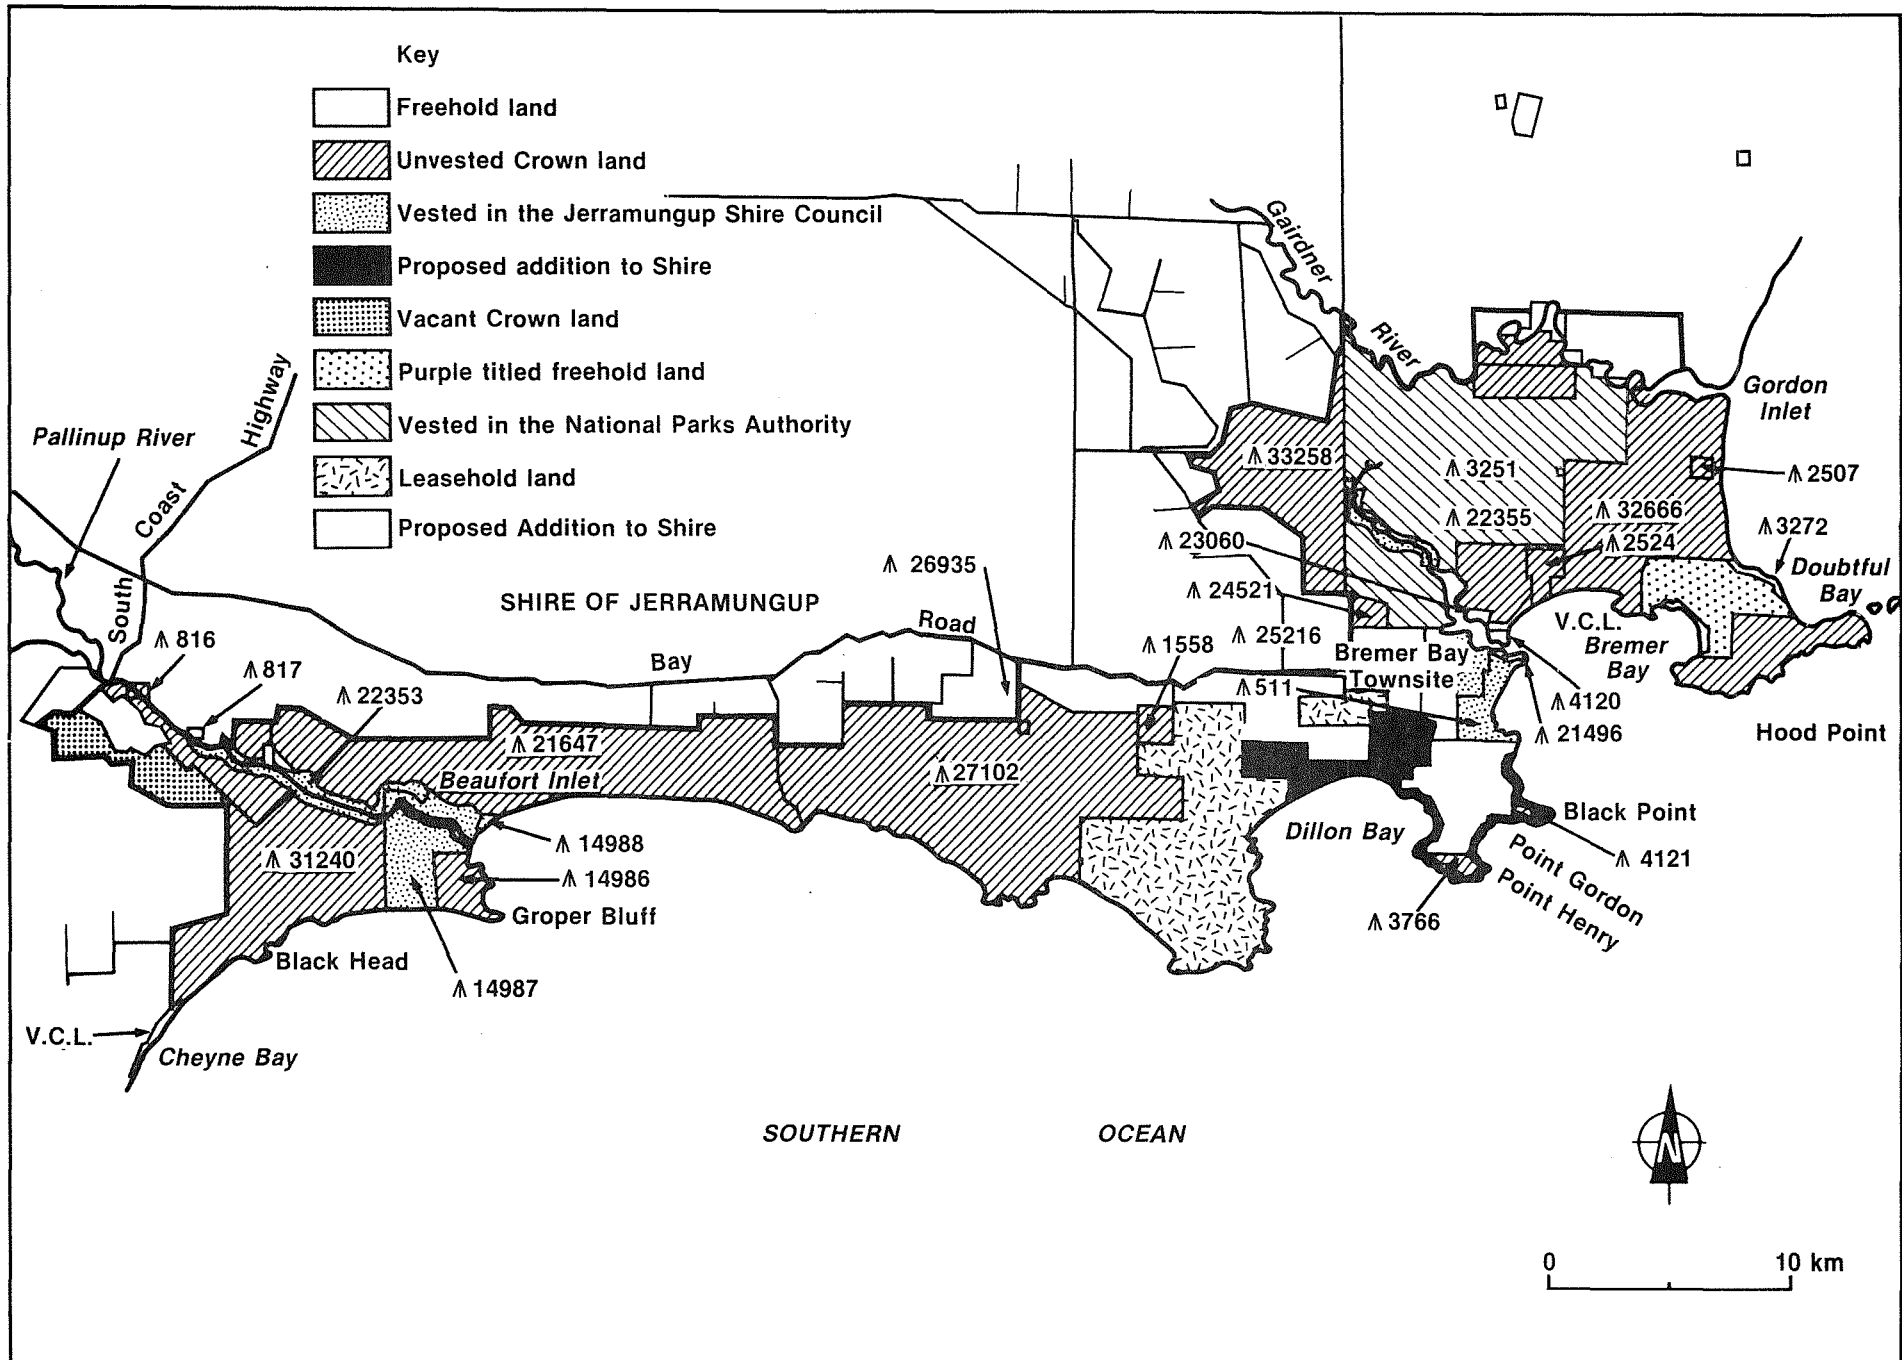 Key
Freehold land
Unvested Crown land
Vested in the Jerramungup Shire Council
Proposed addition to Shire
Vacant Crown land
Purple titled freehold land
Vested in the National Parks Authority
Leasehold land
Proposed Addition to Shire
Pallinup River
South Coast Highway
Gairdner River
Gordon
Inlet
33258
3251
2507
22355
32666
3272
23060
2524
Doubtful
Bay
26935
24521
SHIRE OF JERRAMUNGUP
Bay Road
816
817
22353
1558
25216
V.C.L.
Bremer
Bay
Bremer Bay
Townsite
511
4120
21496
Hood Point
21647
Beaufort Inlet
27102
Black Point
Dillon Bay
14988
31240
14986
Groper Bluff
4121
Point Gordon
Point Henry
3766
Black Head
14987
V.C.L.
Cheyne Bay
SOUTHERN OCEAN
N
0 10 km